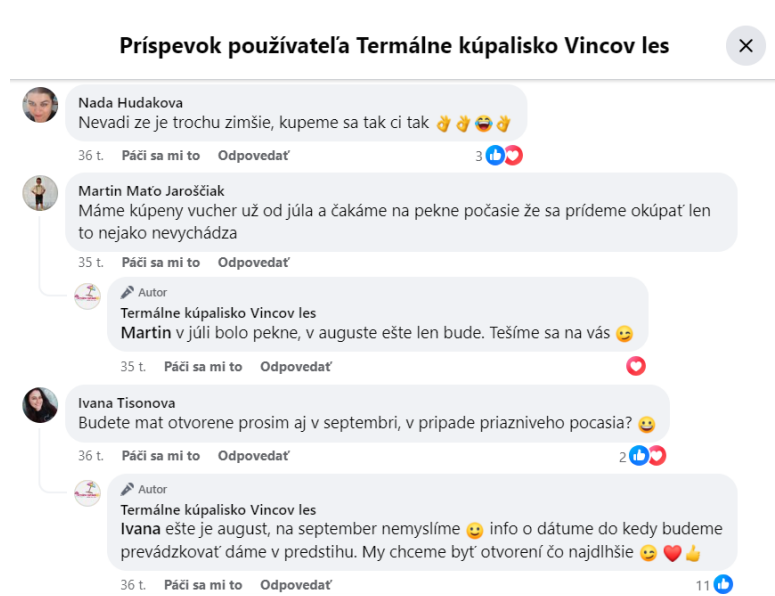 Príspevok používateľa Termálne kúpalisko Vincov les
Nada Hudakova
Nevadi ze je trochu zimšie, kupeme sa tak ci tak 👌👌😂👌
36 t. Páči sa mi to Odpovedať 3
Martin Maťo Jaroščiak
Máme kúpeny vucher už od júla a čakáme na pekne počasie že sa prídeme okúpať len
to nejako nevychádza
35 t. Páči sa mi to Odpovedať
Autor
Termálne kúpalisko Vincov les
Martin v júli bolo pekne, v auguste ešte len bude. Tešíme sa na vás 😉
35 t. Páči sa mi to Odpovedať
Ivana Tisonova
Budete mat otvorene prosim aj v septembri, v pripade priazniveho pocasia? 😀
36 t. Páči sa mi to Odpovedať 2
Autor
Termálne kúpalisko Vincov les
Ivana ešte je august, na september nemyslíme 🙂 info o dátume do kedy budeme
prevádzkovať dáme v predstihu. My chceme byť otvorení čo najdlhšie 😉❤️👍
36 t. Páči sa mi to Odpovedať 11